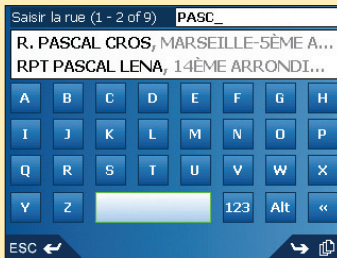 Saisir la rue (1 - 2 of 9) PASC_
R. PASCAL CROS, MARSEILLE-5ÈME A...
RPT PASCAL LENA, 14ÈME ARRONDI...
A B C D E F G H
I J K L M N O P
Q R S T U V W X
Y Z 123 Alt «
ESC